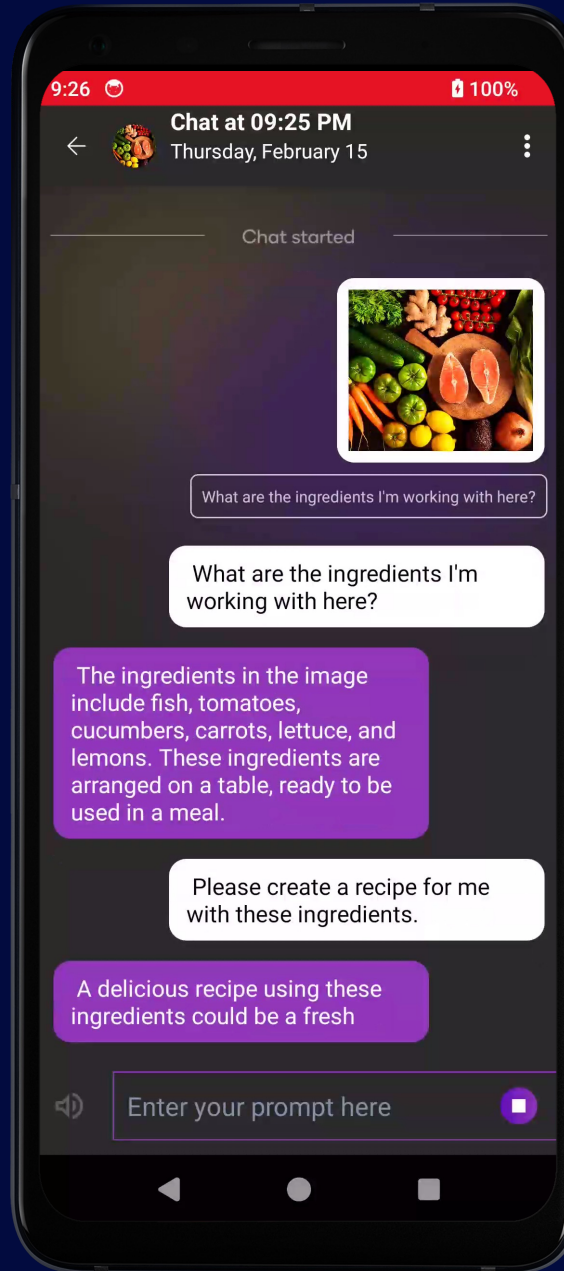 9:26 100%
Chat at 09:25 PM
Thursday, February 15
Chat started
What are the ingredients I'm working with here?
What are the ingredients I'm
working with here?
The ingredients in the image
include fish, tomatoes,
cucumbers, carrots, lettuce, and
lemons. These ingredients are
arranged on a table, ready to be
used in a meal.
Please create a recipe for me
with these ingredients.
A delicious recipe using these
ingredients could be a fresh
Enter your prompt here